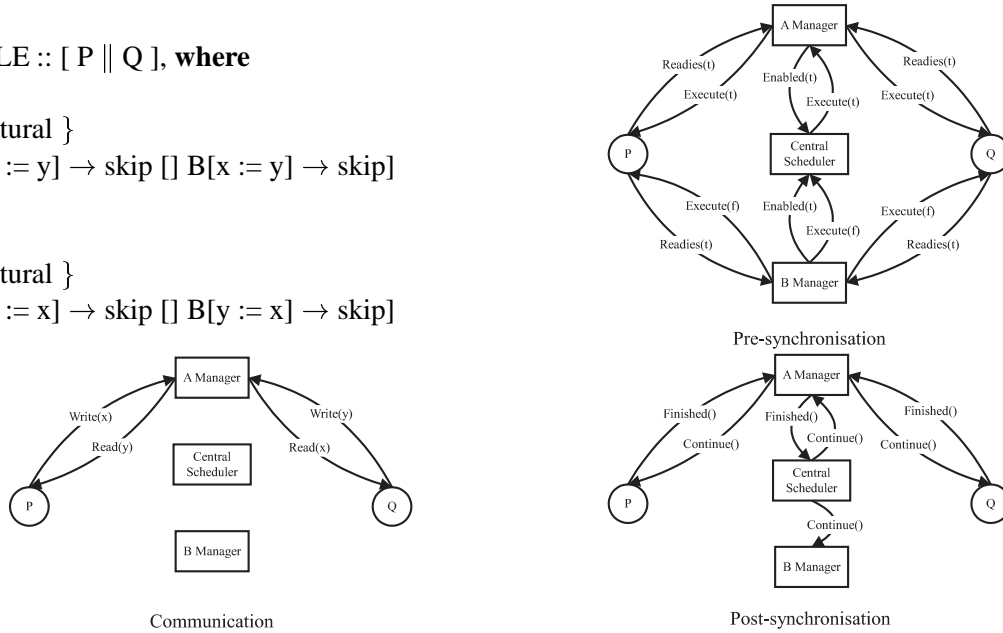 LE :: [ P || Q ], where
tural }
:= y] → skip [] B[x := y] → skip]
tural }
:= x] → skip [] B[y := x] → skip]
A Manager
Readies(t)
Readies(t)
Enabled(t)
Execute(t)
Execute(t)
Execute(t)
P
Central
Scheduler
Q
Execute(f)
Enabled(t)
Execute(f)
Execute(f)
Readies(t)
Readies(t)
B Manager
Pre-synchronisation
A Manager
Write(x)
Write(y)
Read(y)
Read(x)
Central
Scheduler
P
Q
B Manager
Communication
A Manager
Finished()
Finished()
Finished()
Continue()
Continue()
Continue()
Central
Scheduler
P
Q
Continue()
B Manager
Post-synchronisation